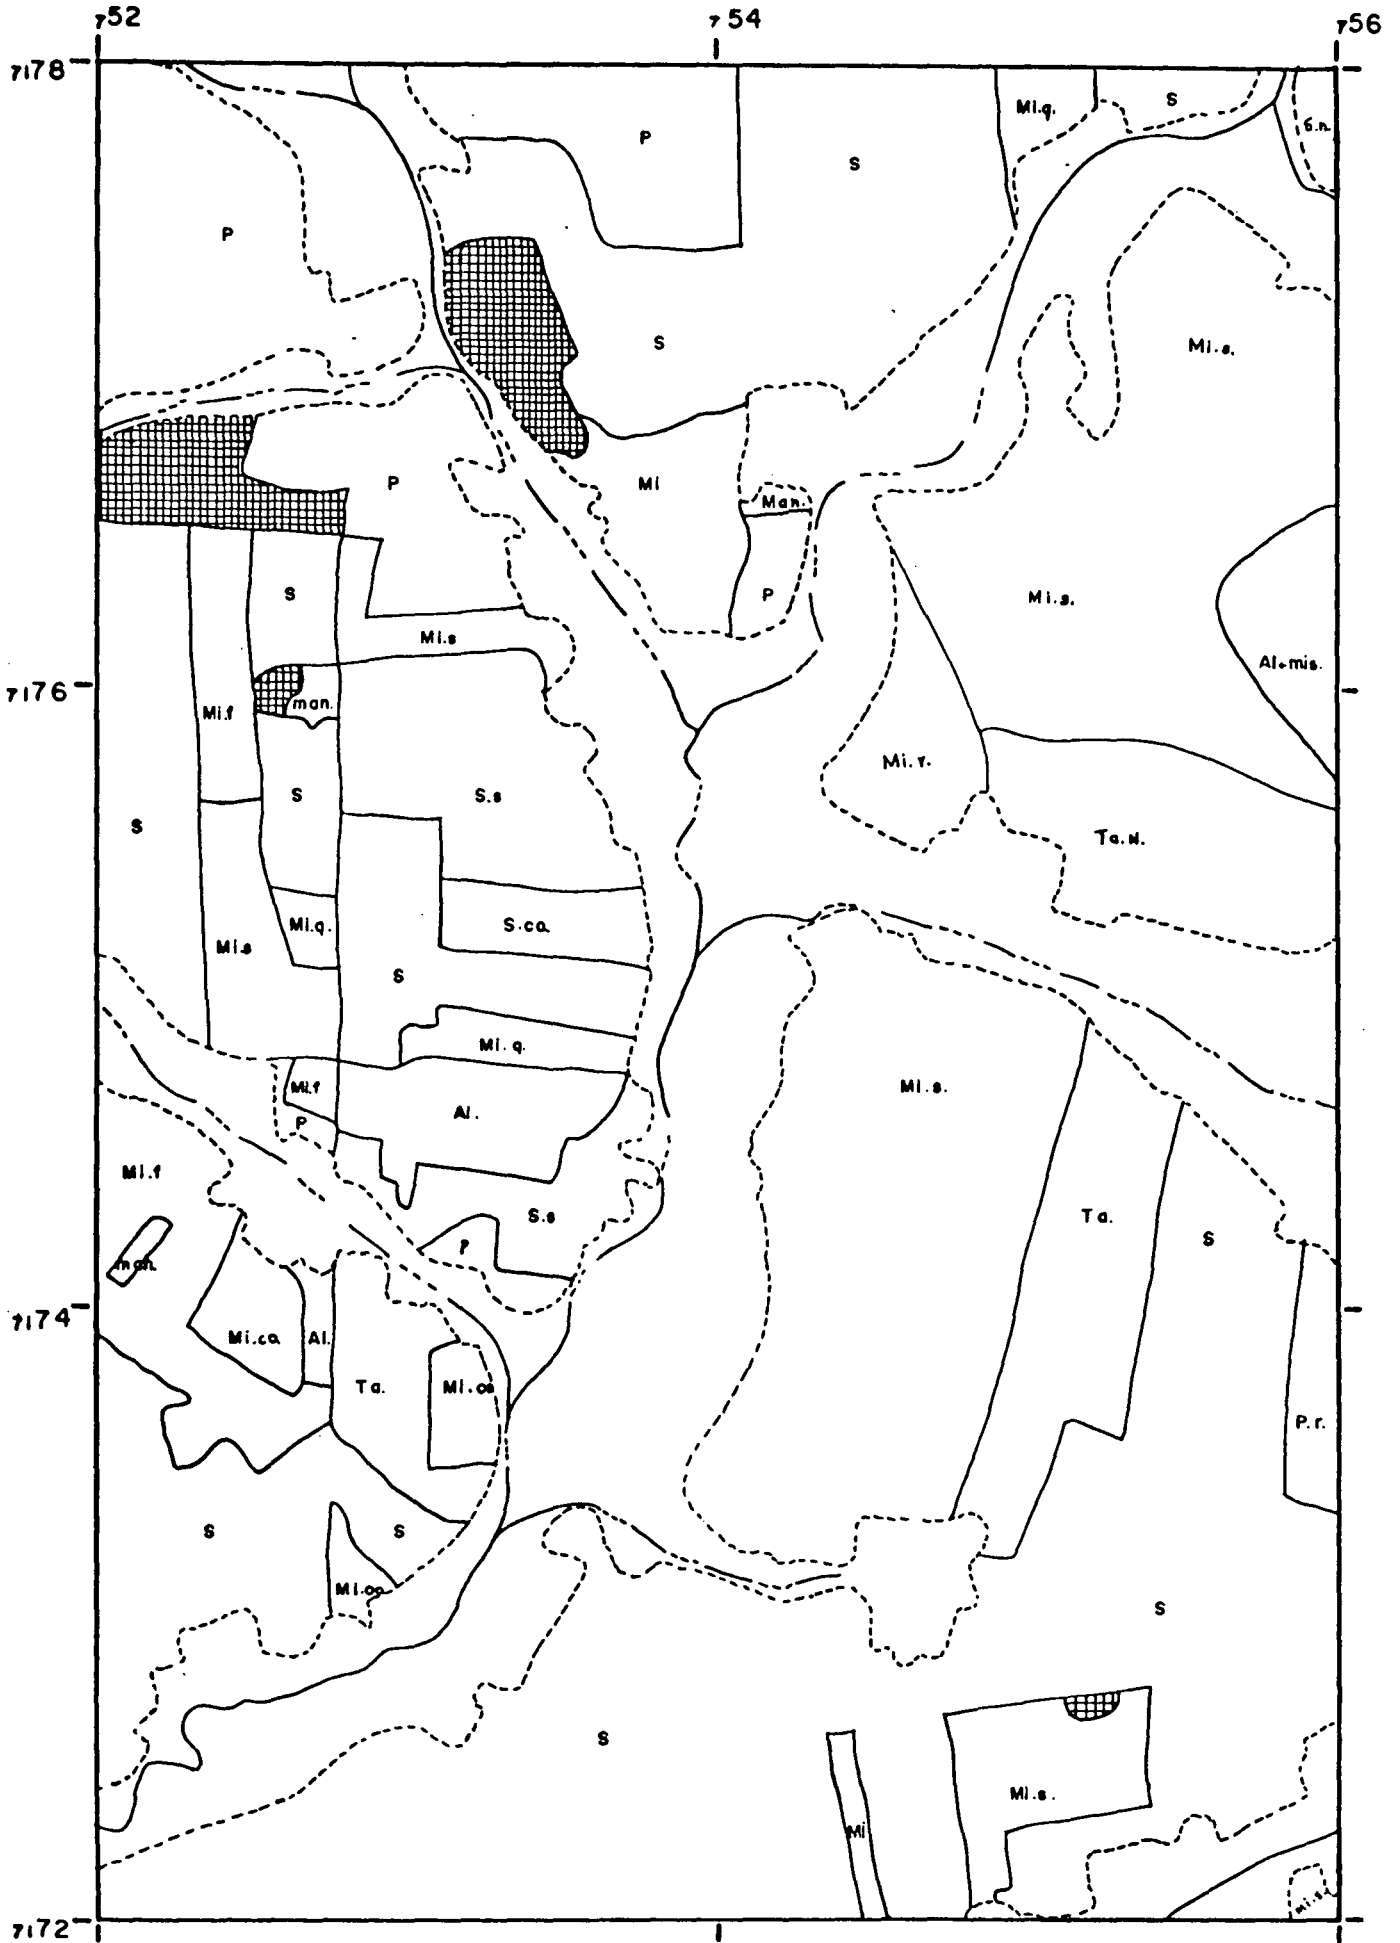 752 754 756
7178
P
Mi.q.
S
S
P
S
Mi.s.
P
Mi
Man.
S
P
Mi.s.
Mi.s
Al+mis.
7176
Mi.f
man.
Mi.r.
S
S.s
S
Ta.N.
Mi.q.
S.ca.
Mi.s
S
Mi.q.
Mi.f
Mi.s.
Al.
P
Mi.f
S.s
Ta.
S
P
man.
7174
Mi.ca
Al.
Ta.
Mi.ca
P.r.
S
S
Mi.ca
S
S
Mi.s.
Mi
7172